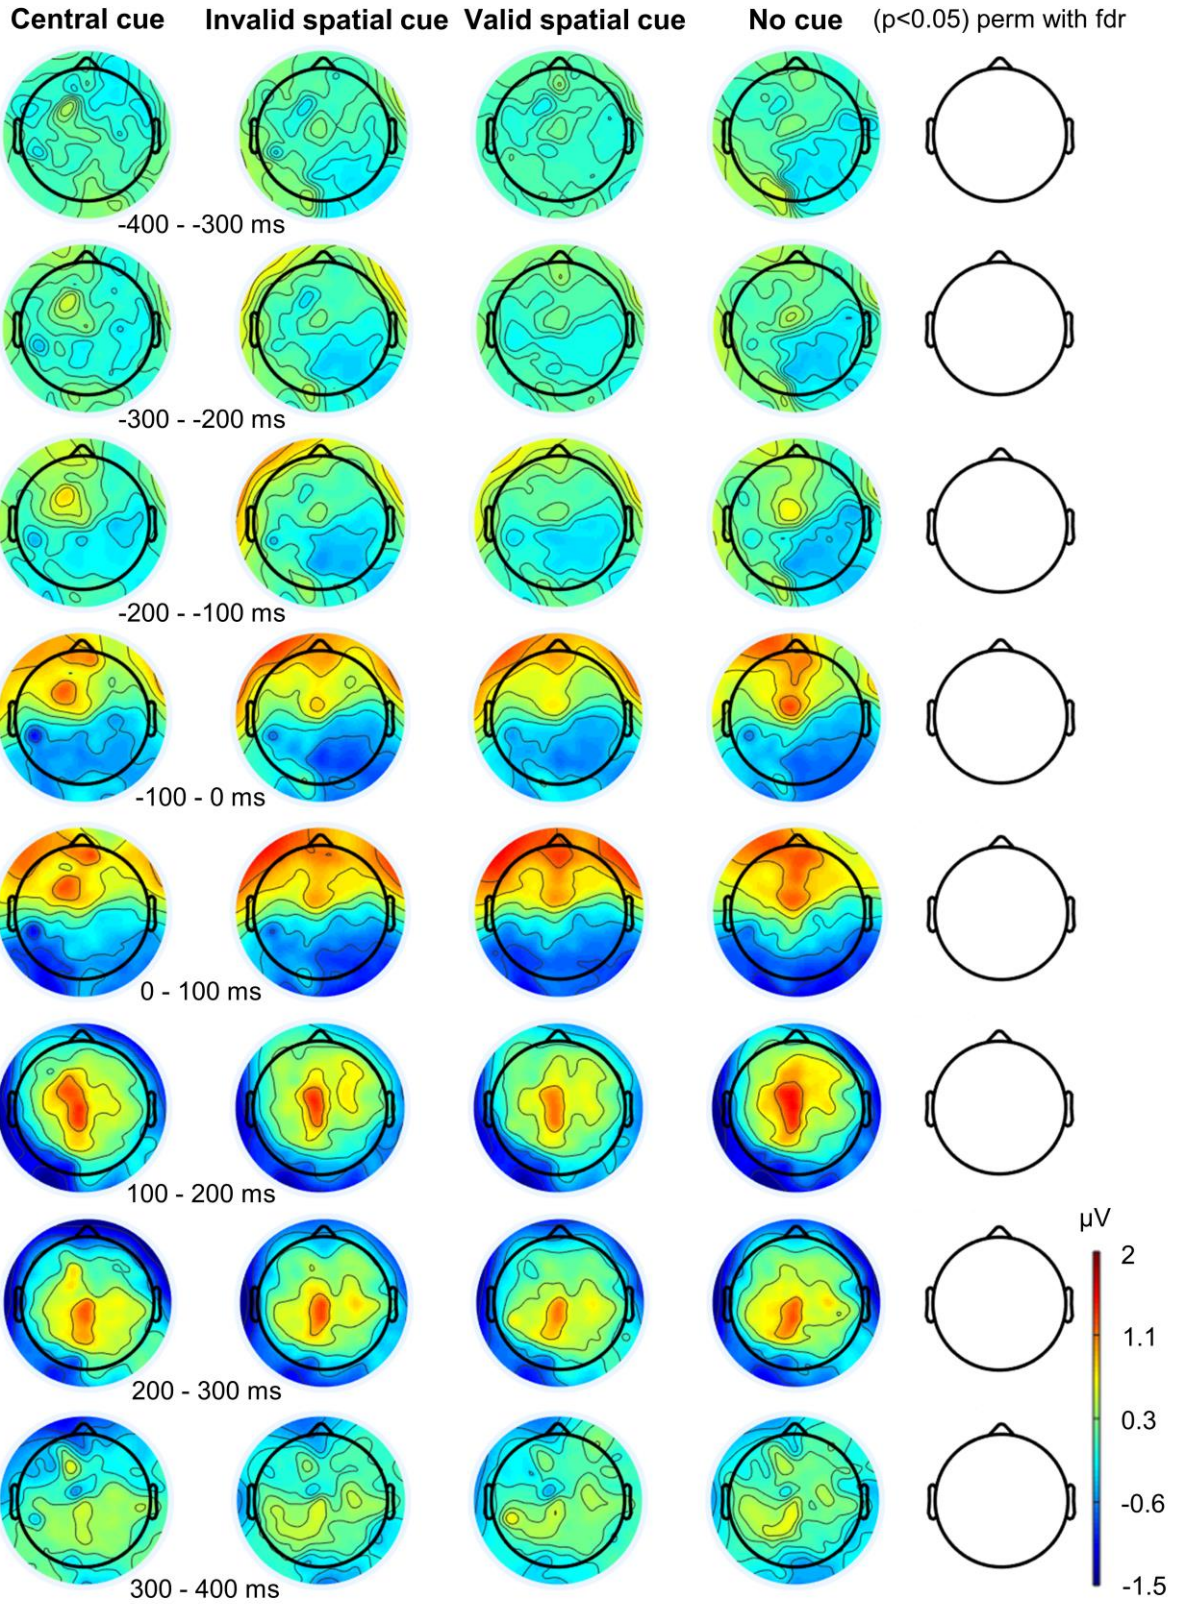 Central cue Invalid spatial cue Valid spatial cue No cue (p<0.05) perm with fdr
-400 - -300 ms
-300 - -200 ms
-200 - -100 ms
-100 - 0 ms
0 - 100 ms
100 - 200 ms
µV
2
1.1
200 - 300 ms
0.3
-0.6
-1.5
300 - 400 ms